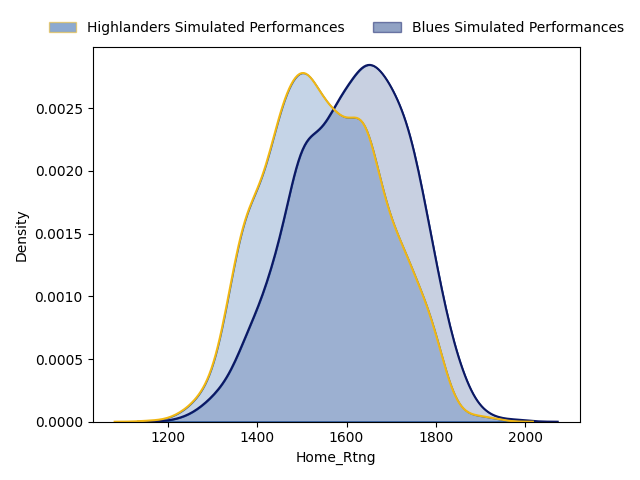 Highlanders Simulated Performances Blues Simulated Performances
0.0025
0.0020
0.0015
0.0010
0.0005
0.0000
Density
1200 1400 1600 1800 2000
Home_Rtng